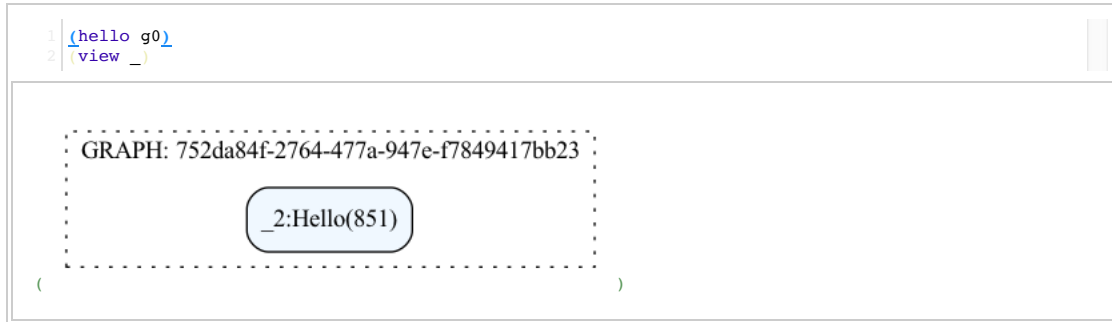 1 (hello g0)
2 (view _)
GRAPH: 752da84f-2764-477a-947e-f7849417bb23
_2:Hello(851)
( )